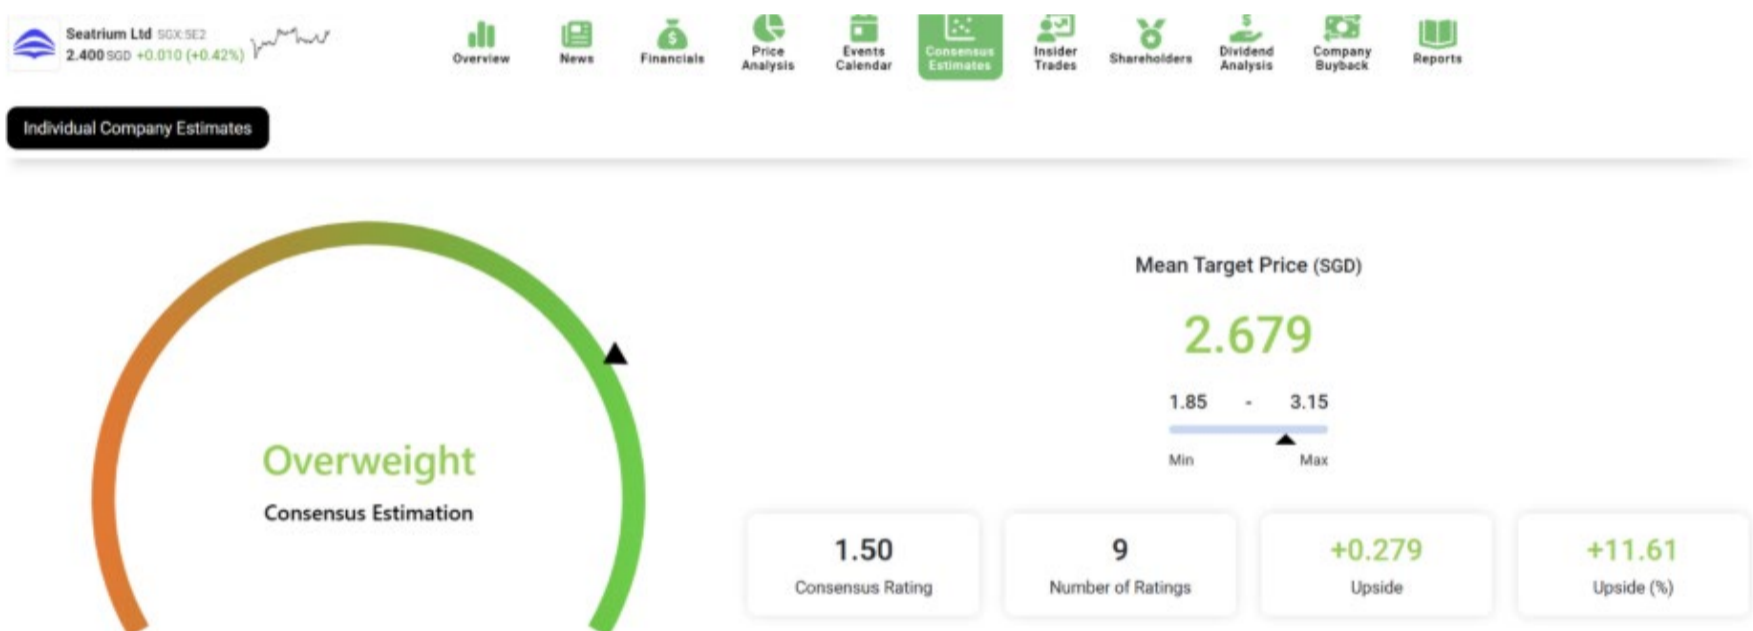 Seatrium Ltd SGX:5E2
2.400 SGD +0.010 (+0.42%)
Overview
News
Financials
Price
Analysis
Events
Calendar
Consensus
Estimates
Insider
Trades
Shareholders
Dividend
Analysis
Company
Buyback
Reports
Individual Company Estimates
Overweight
Consensus Estimation
Mean Target Price (SGD)
2.679
1.85 - 3.15
Min Max
1.50
Consensus Rating
9
Number of Ratings
+0.279
Upside
+11.61
Upside (%)